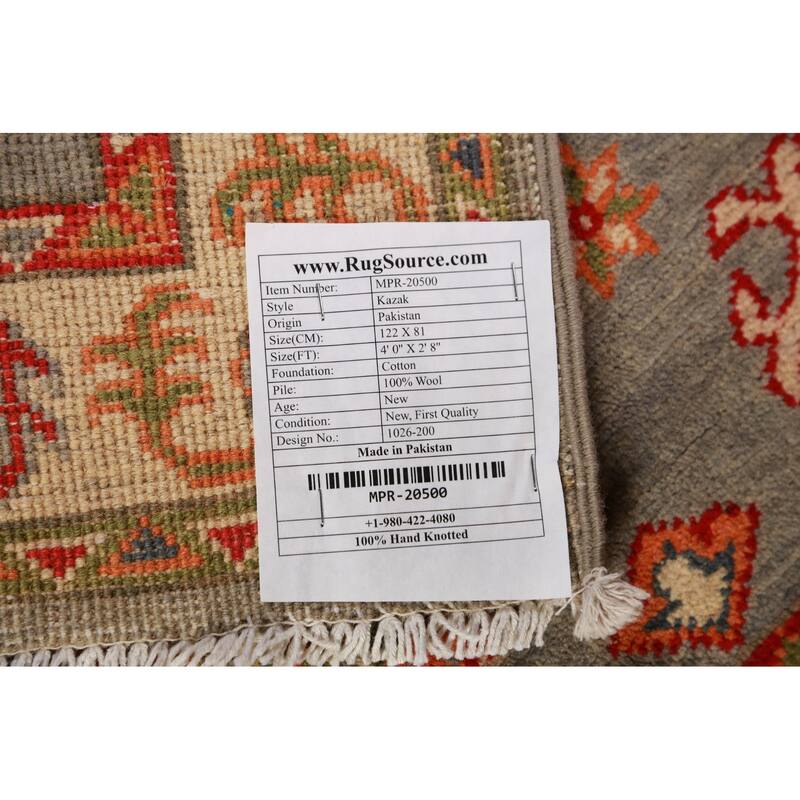 www.RugSource.com
Item Number: MPR-20500
Style Kazak
Origin Pakistan
Size(CM): 122 X 81
Size(FT): 4' 0" X 2' 8"
Foundation: Cotton
Pile: 100% Wool
Age: New
Condition: New, First Quality
Design No.: 1026-200
Made in Pakistan
MPR-20500
+1-980-422-4080
100% Hand Knotted